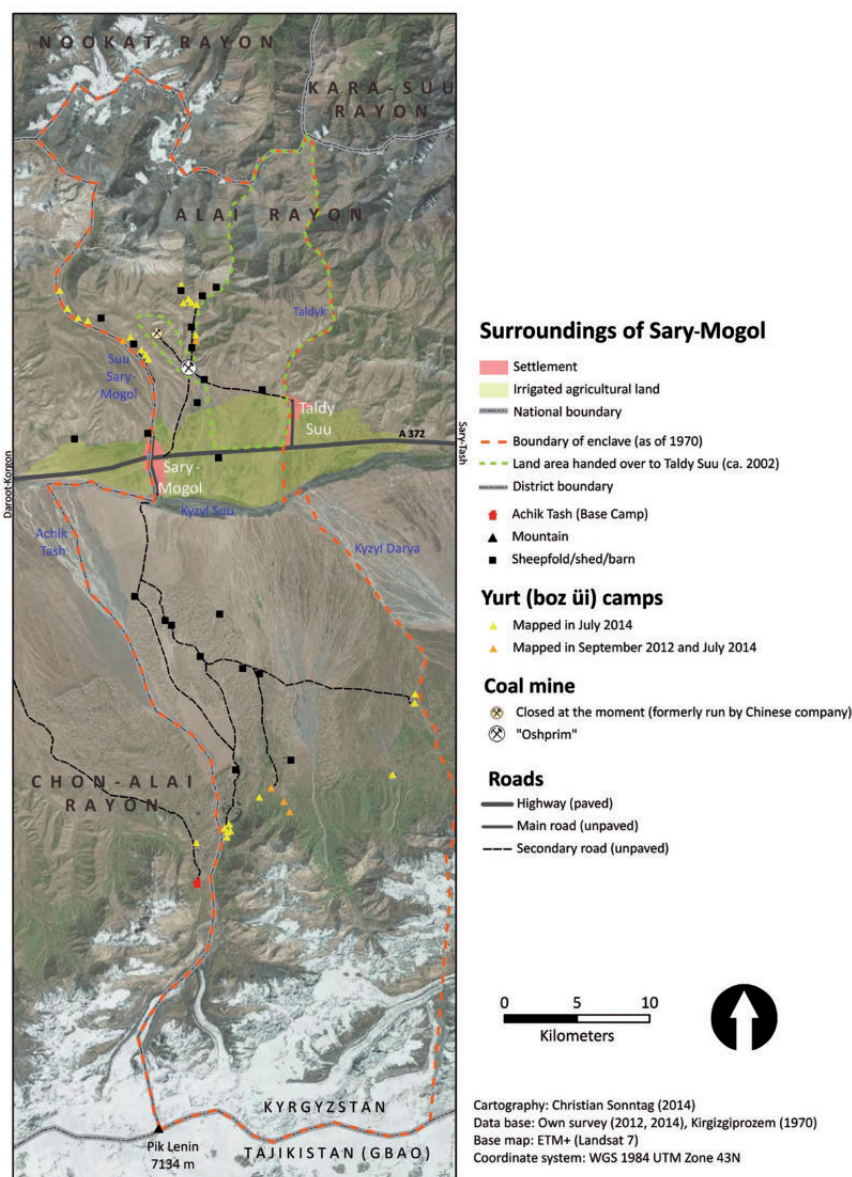 NOOKAT RAYON
KARA-SUU
RAYON
ALAI RAYON
Taldyk
Suu
Sary-
Mogol
Taldy
Suu
A 372
Sary-Tash
Daroot-Korgon
Sary-
Mogol
Kyzyl Suu
Achik
Tash
Kyzyl Darya
CHON-ALAI
RAYON
KYRGYZSTAN
Pik Lenin
7134 m
TAJIKISTAN (GBAO)
Surroundings of Sary-Mogol
Settlement
Irrigated agricultural land
National boundary
Boundary of enclave (as of 1970)
Land area handed over to Taldy Suu (ca. 2002)
District boundary
Achik Tash (Base Camp)
Mountain
Sheepfold/shed/barn
Yurt (boz üi) camps
Mapped in July 2014
Mapped in September 2012 and July 2014
Coal mine
Closed at the moment (formerly run by Chinese company)
"Oshprim"
Roads
Highway (paved)
Main road (unpaved)
Secondary road (unpaved)
0 5 10
Kilometers
Cartography: Christian Sonntag (2014)
Data base: Own survey (2012, 2014), Kirgizgiprozem (1970)
Base map: ETM+ (Landsat 7)
Coordinate system: WGS 1984 UTM Zone 43N